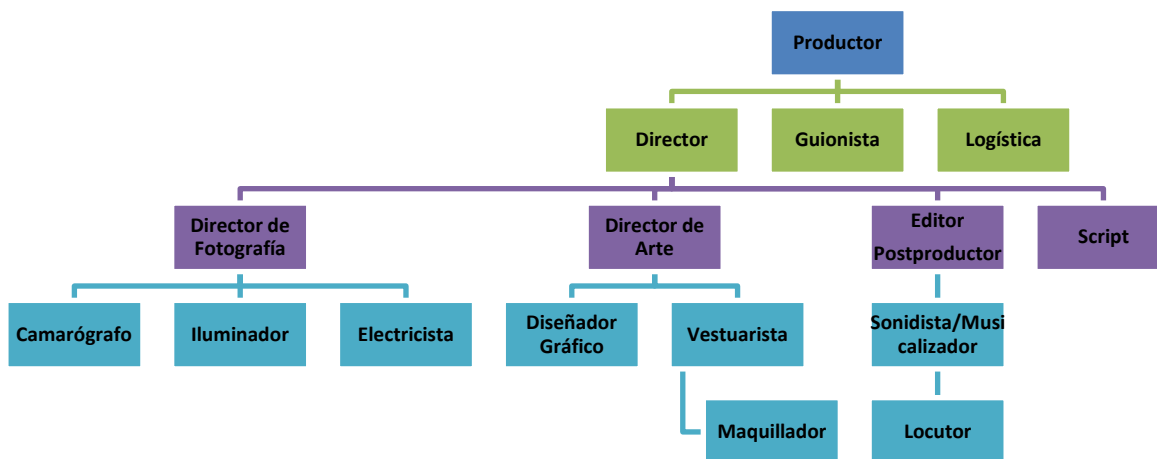 Productor
Director
Guionista
Logística
Director de
Fotografía
Director de
Arte
Editor
Postproductor
Script
Camarógrafo
Iluminador
Electricista
Diseñador
Gráfico
Vestuarista
Sonidista/Musi
calizador
Maquillador
Locutor